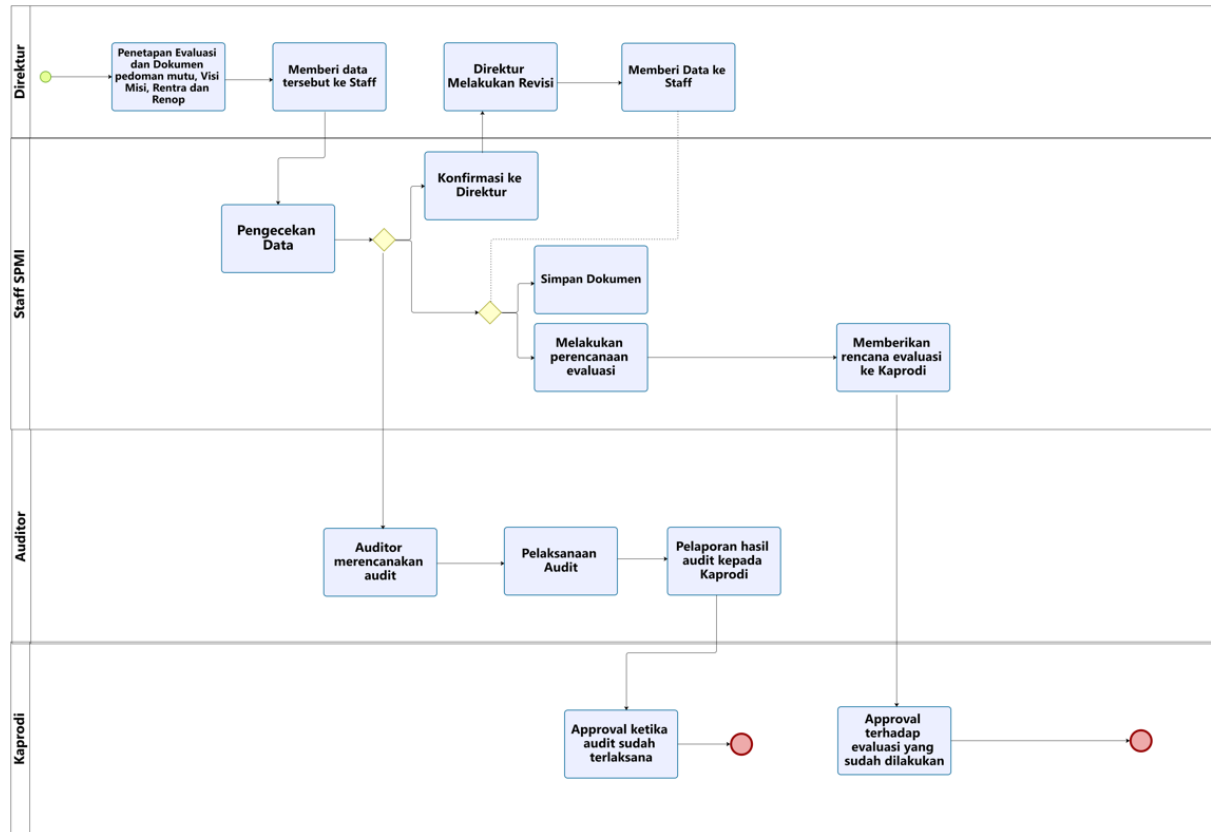 Direktur
Penetapan Evaluasi
dan Dokumen
pedoman mutu, Visi
Misi, Rentra dan
Renop
Memberi data
tersebut ke Staff
Direktur
Melakukan Revisi
Memberi Data ke
Staff
Staff SPMI
Pengecekan
Data
Konfirmasi ke
Direktur
Simpan Dokumen
Melakukan
perencanaan
evaluasi
Memberikan
rencana evaluasi
ke Kaprodi
Auditor
Auditor
merencanakan
audit
Pelaksanaan
Audit
Pelaporan hasil
audit kepada
Kaprodi
Kaprodi
Approval ketika
audit sudah
terlaksana
Approval
terhadap
evaluasi yang
sudah dilakukan